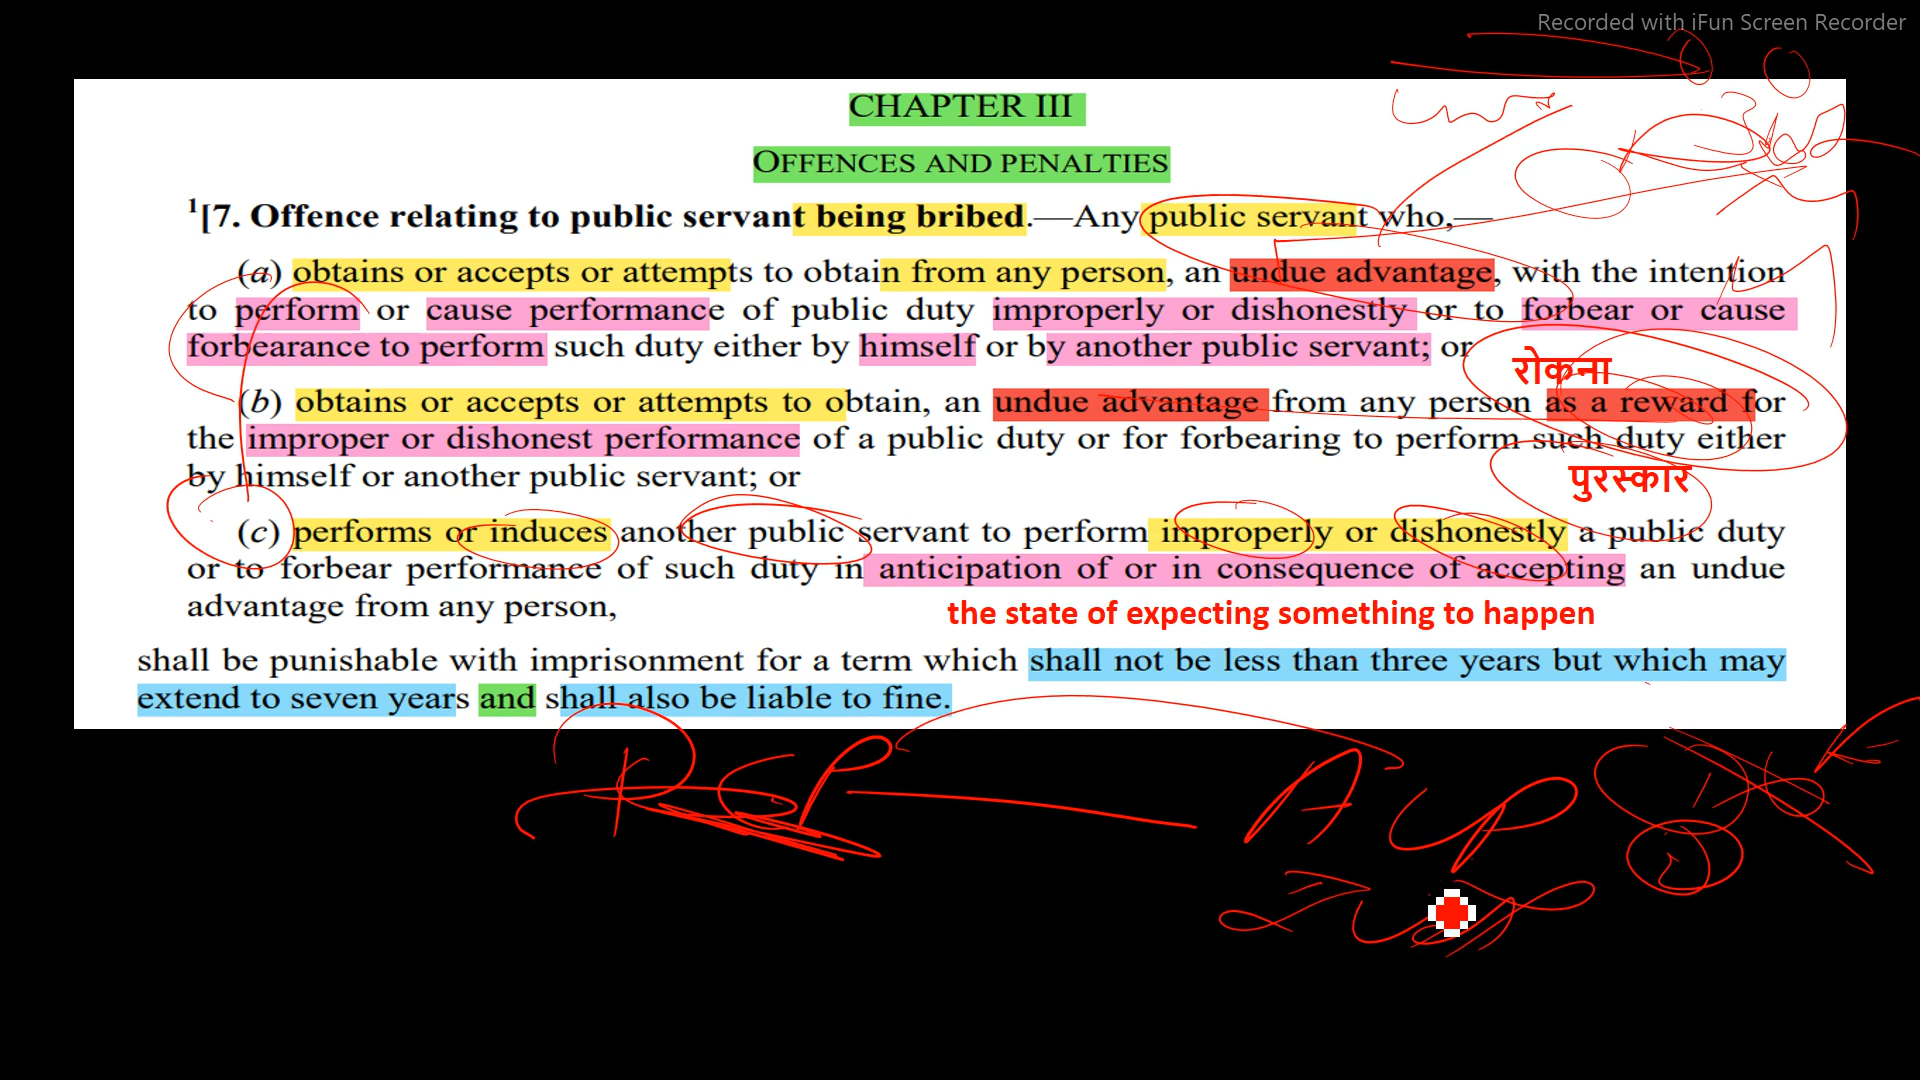 Recorded with iFun Screen Recorder
CHAPTER III
OFFENCES AND PENALTIES
1[7. Offence relating to public servant being bribed.—Any public servant who,—
(a) obtains or accepts or attempts to obtain from any person, an undue advantage, with the intention
to perform or cause performance of public duty improperly or dishonestly or to forbear or cause
forbearance to perform such duty either by himself or by another public servant; or
रोकना
(b) obtains or accepts or attempts to obtain, an undue advantage from any person as a reward for
the improper or dishonest performance of a public duty or for forbearing to perform such duty either
by himself or another public servant; or
पुरस्कार
(c) performs or induces another public servant to perform improperly or dishonestly a public duty
or to forbear performance of such duty in anticipation of or in consequence of accepting an undue
advantage from any person,
the state of expecting something to happen
shall be punishable with imprisonment for a term which shall not be less than three years but which may
extend to seven years and shall also be liable to fine.